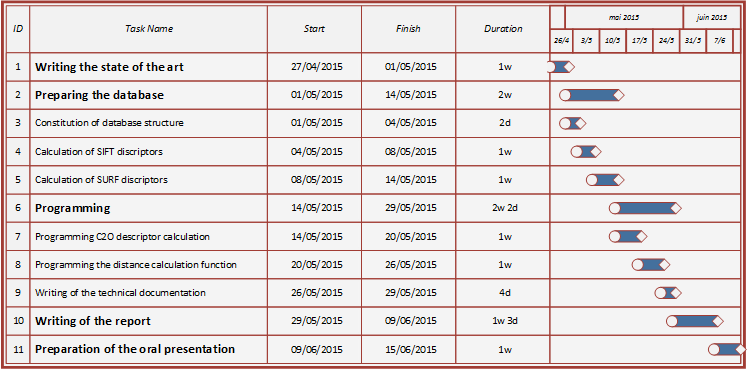 mai 2015 juin 2015
ID Task Name Start Finish Duration
26/4 3/5 10/5 17/5 24/5 31/5 7/6
1 Writing the state of the art 27/04/2015 01/05/2015 1w
2 Preparing the database 01/05/2015 14/05/2015 2w
3 Constitution of database structure 01/05/2015 04/05/2015 2d
4 Calculation of SIFT discriptors 04/05/2015 08/05/2015 1w
5 Calculation of SURF discriptors 08/05/2015 14/05/2015 1w
6 Programming 14/05/2015 29/05/2015 2w 2d
7 Programming C2O descriptor calculation 14/05/2015 20/05/2015 1w
8 Programming the distance calculation function 20/05/2015 26/05/2015 1w
9 Writing of the technical documentation 26/05/2015 29/05/2015 4d
10 Writing of the report 29/05/2015 09/06/2015 1w 3d
11 Preparation of the oral presentation 09/06/2015 15/06/2015 1w